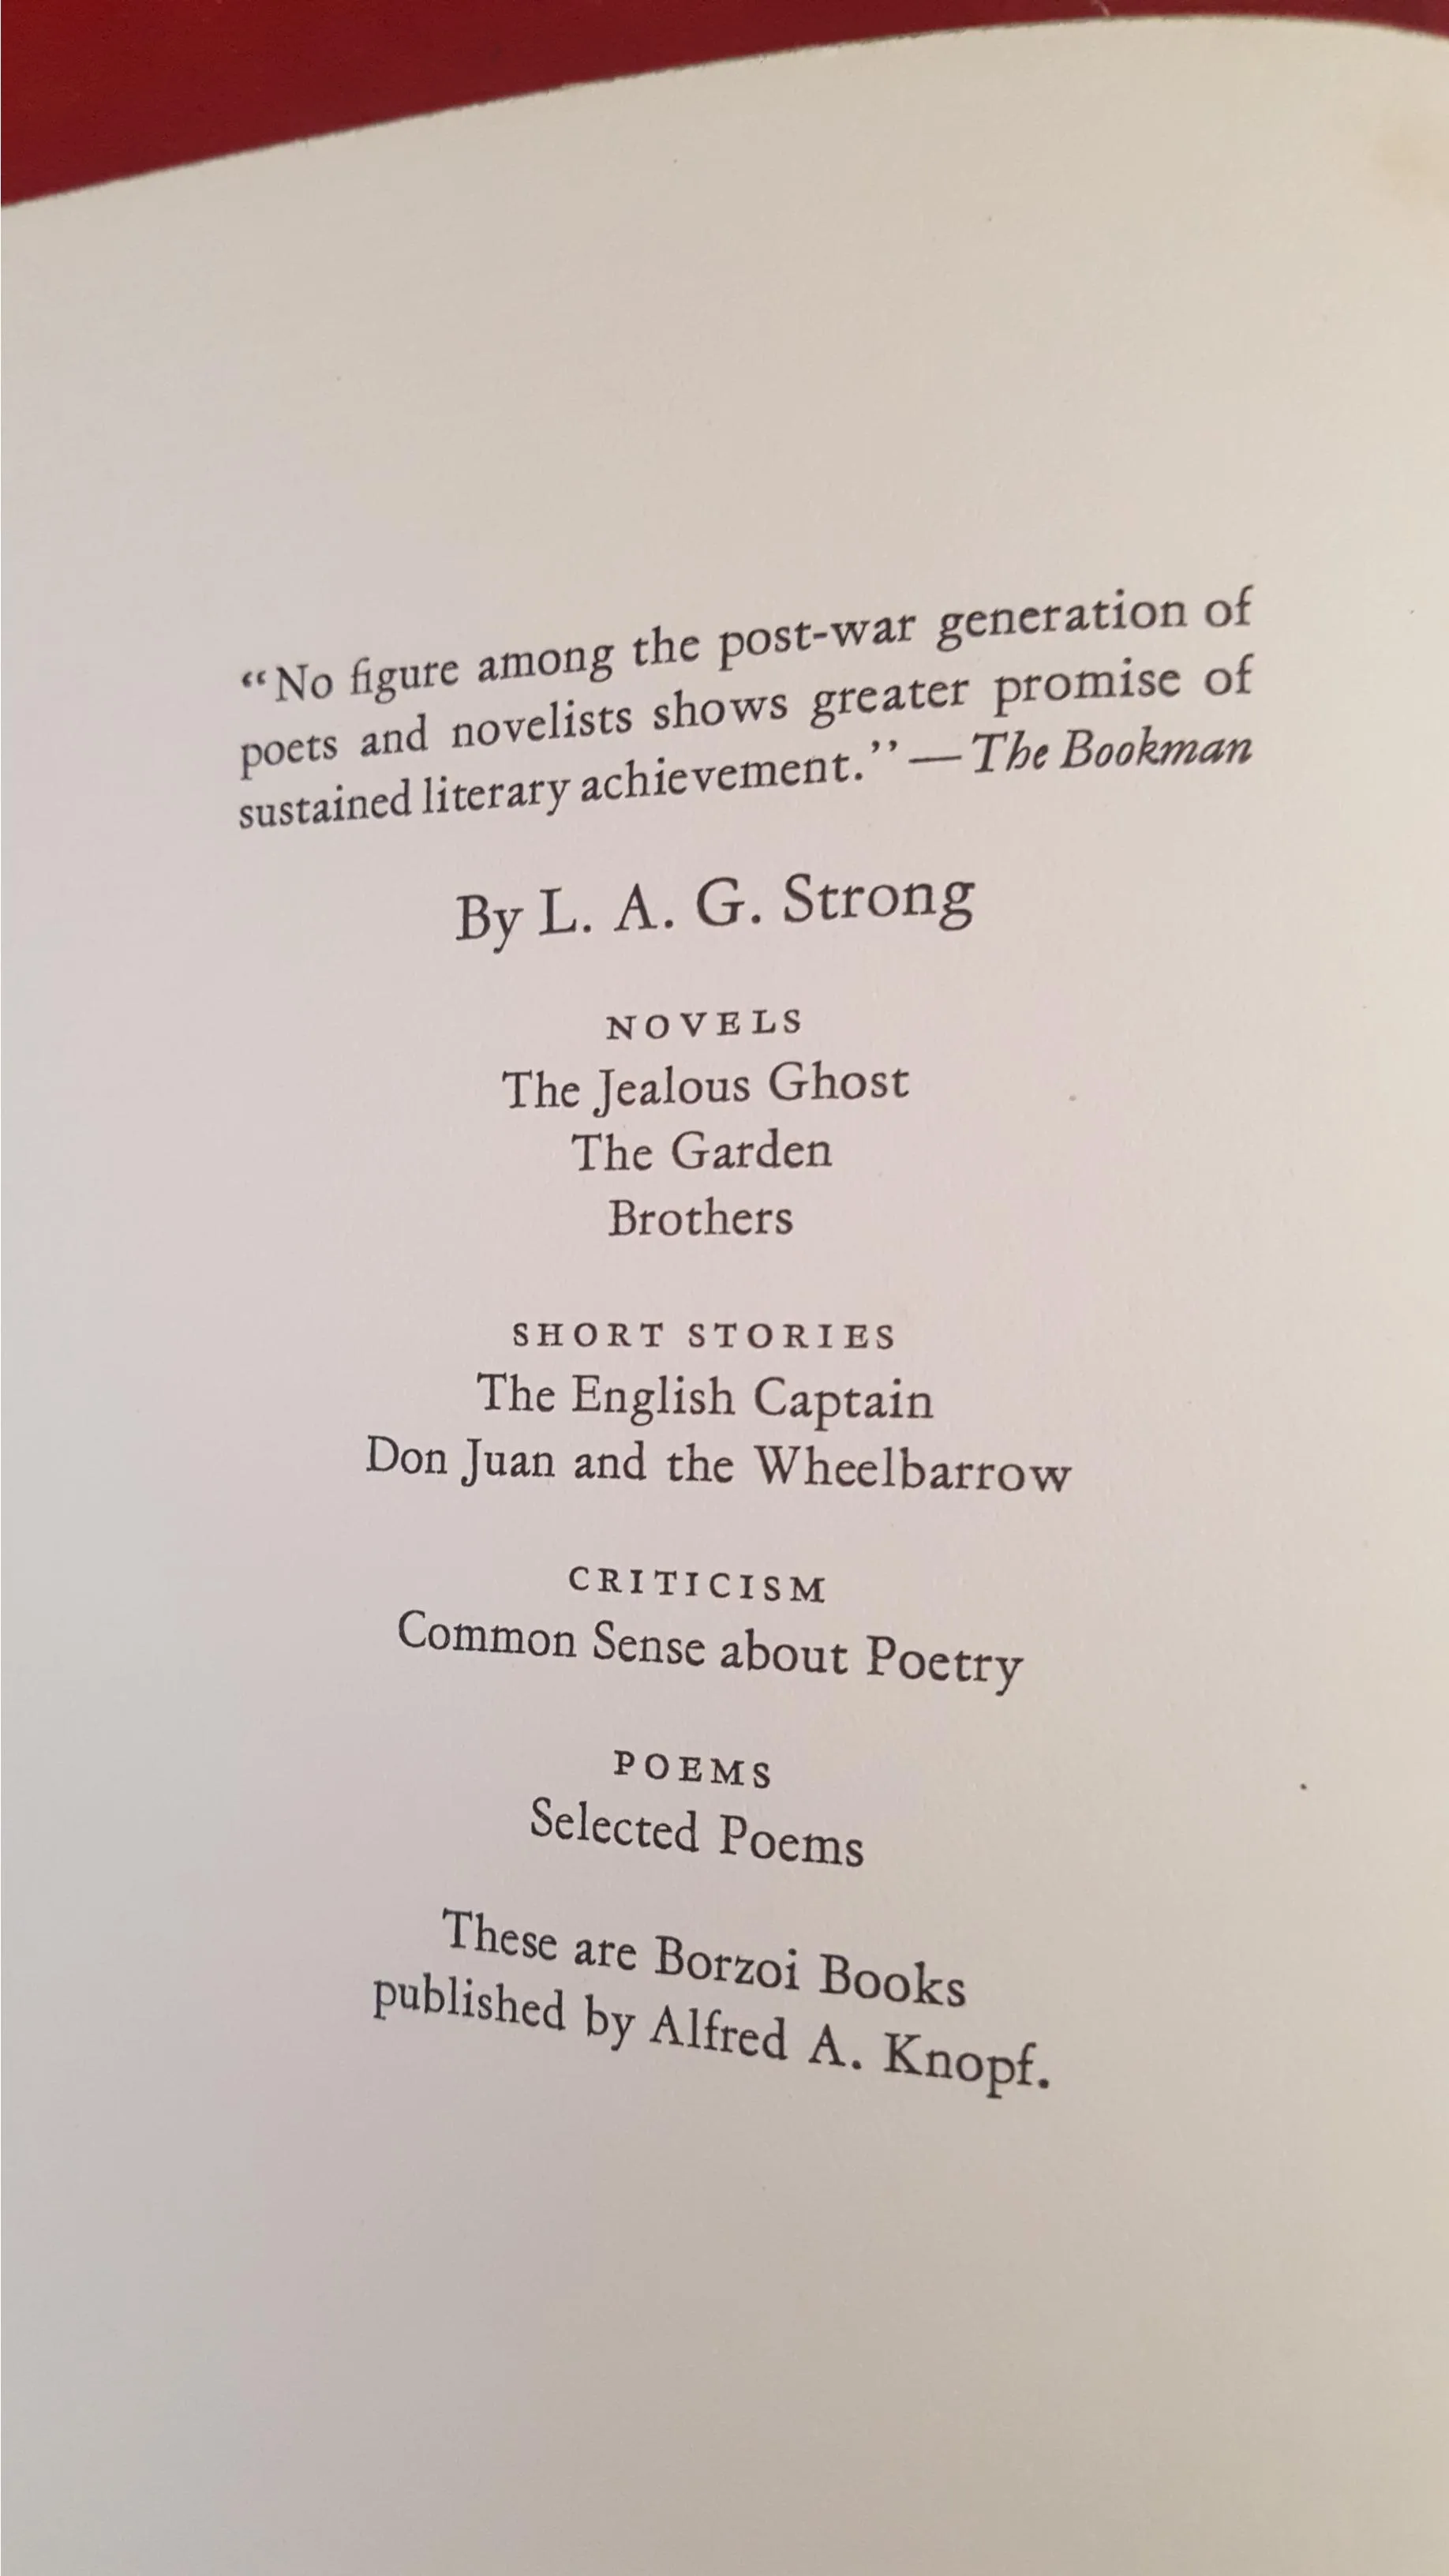 “No figure among the post-war generation of
poets and novelists shows greater promise of
sustained literary achievement.”—The Bookman
By L. A. G. Strong
NOVELS
The Jealous Ghost
The Garden
Brothers
SHORT STORIES
The English Captain
Don Juan and the Wheelbarrow
CRITICISM
Common Sense about Poetry
POEMS
Selected Poems
These are Borzoi Books
published by Alfred A. Knopf.